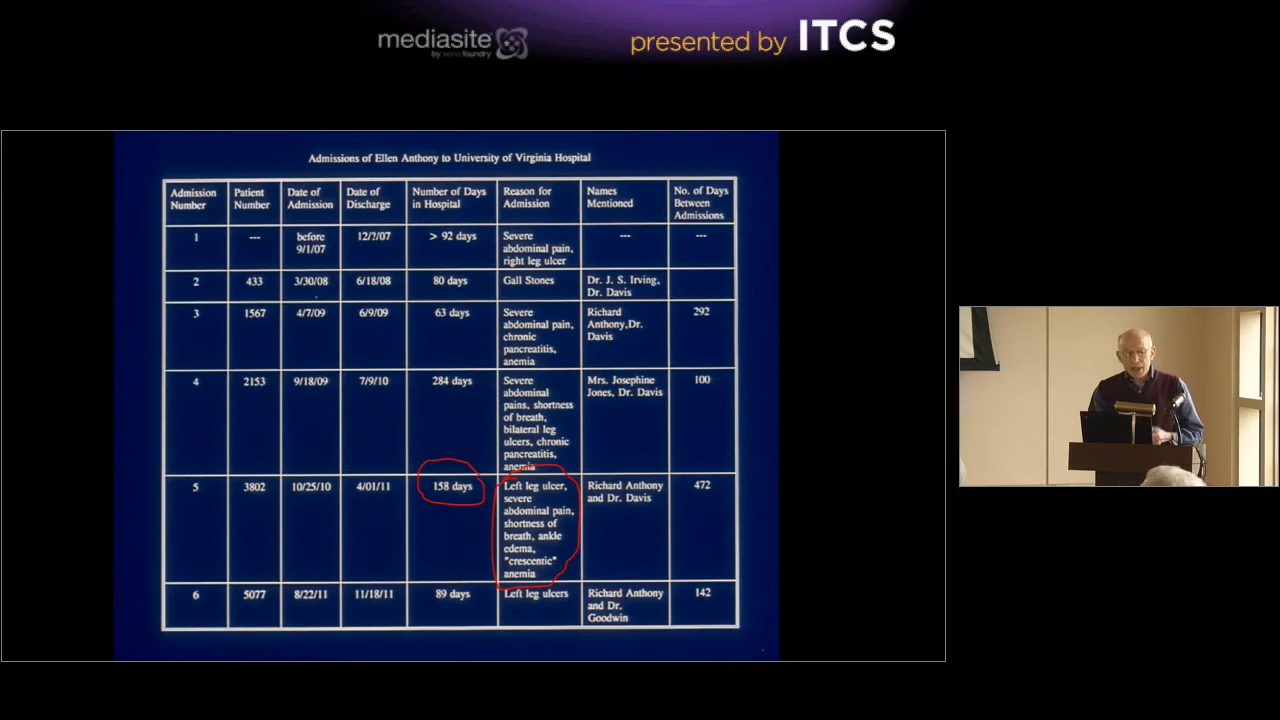 mediasite
by sonicfoundry
presented by ITCS
Admissions of Ellen Anthony to University of Virginia Hospital
Admission Number | Patient Number | Date of Admission | Date of Discharge | Number of Days in Hospital | Reason for Admission | Names Mentioned | No. of Days Between Admissions
1 | --- | before 9/1/07 | 12/?/07 | > 92 days | Severe abdominal pain, right leg ulcer | --- | ---
2 | 433 | 3/30/08 | 6/18/08 | 80 days | Gall Stones | Dr. J. S. Irving, Dr. Davis
3 | 1567 | 4/7/09 | 6/9/09 | 63 days | Severe abdominal pain, chronic pancreatitis, anemia | Richard Anthony,Dr. Davis | 292
4 | 2153 | 9/18/09 | 7/9/10 | 284 days | Severe abdominal pains, shortness of breath, bilateral leg ulcers, chronic pancreatitis, anemia | Mrs. Josephine Jones, Dr. Davis | 100
5 | 3802 | 10/25/10 | 4/01/11 | 158 days | Left leg ulcer, severe abdominal pain, shortness of breath, ankle edema, "crescentic" anemia | Richard Anthony and Dr. Davis | 472
6 | 5077 | 8/22/11 | 11/18/11 | 89 days | Left leg ulcers | Richard Anthony and Dr. Goodwin | 142